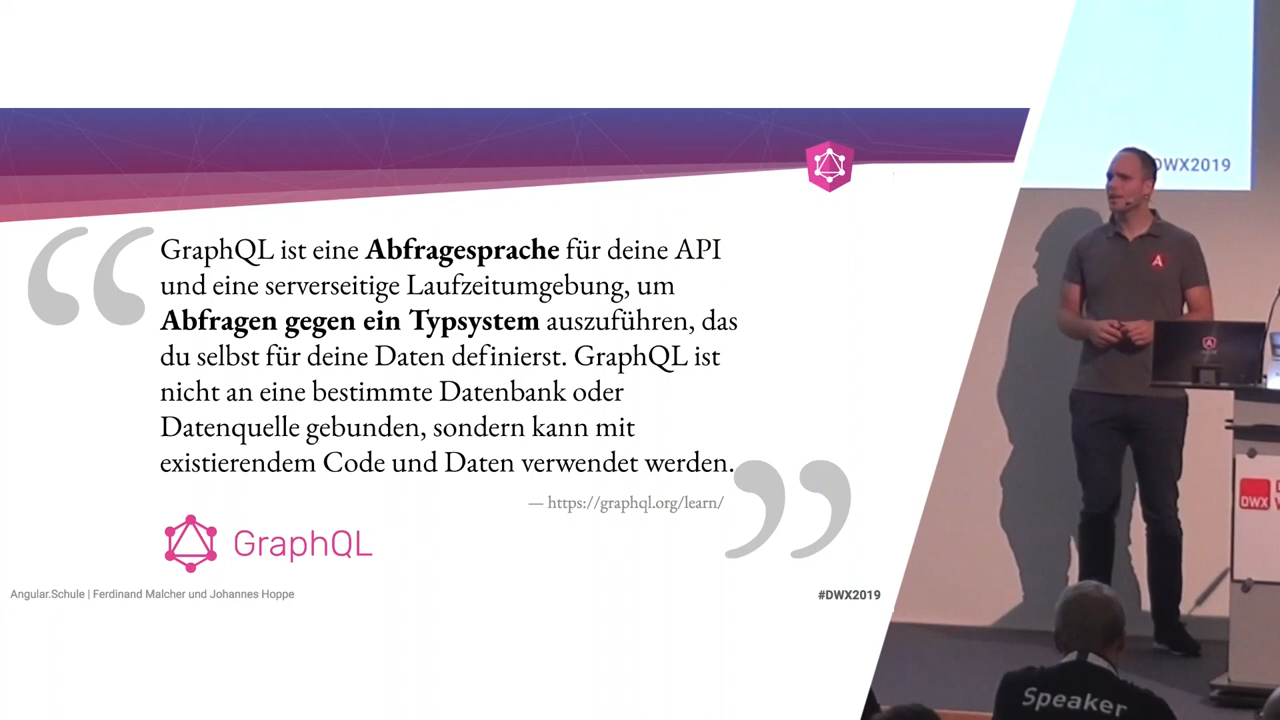 GraphQL ist eine Abfragesprache für deine API
und eine serverseitige Laufzeitumgebung, um
Abfragen gegen ein Typsystem auszuführen, das
du selbst für deine Daten definierst. GraphQL ist
nicht an eine bestimmte Datenbank oder
Datenquelle gebunden, sondern kann mit
existierendem Code und Daten verwendet werden.
— https://graphql.org/learn/
GraphQL
Angular.Schule | Ferdinand Malcher und Johannes Hoppe
#DWX2019
DWX2019
A
DWX
Speaker